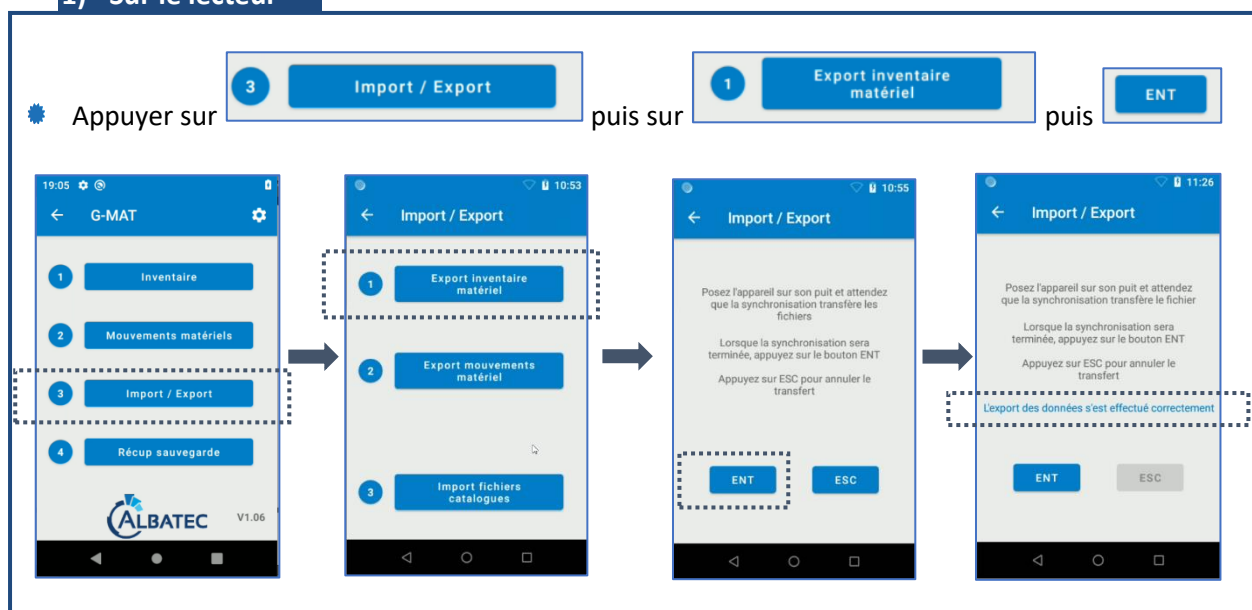 1) Sur le lecteur
Appuyer sur 3 Import / Export puis sur 1 Export inventaire matériel puis ENT
19:05
G-MAT
1 Inventaire
2 Mouvements matériels
3 Import / Export
4 Récup sauvegarde
ALBATEC V1.06
10:53
Import / Export
1 Export inventaire
matériel
2 Export mouvements
matériel
3 Import fichiers
catalogues
10:55
Import / Export
Posez l'appareil sur son puit et attendez
que la synchronisation transfère les
fichiers
Lorsque la synchronisation sera
terminée, appuyez sur le bouton ENT
Appuyez sur ESC pour annuler le
transfert
ENT ESC
11:26
Import / Export
Posez l'appareil sur son puit et attendez
que la synchronisation transfère le fichier
Lorsque la synchronisation sera
terminée, appuyez sur le bouton ENT
Appuyez sur ESC pour annuler le
transfert
L'export des données s'est effectué correctement
ENT ESC